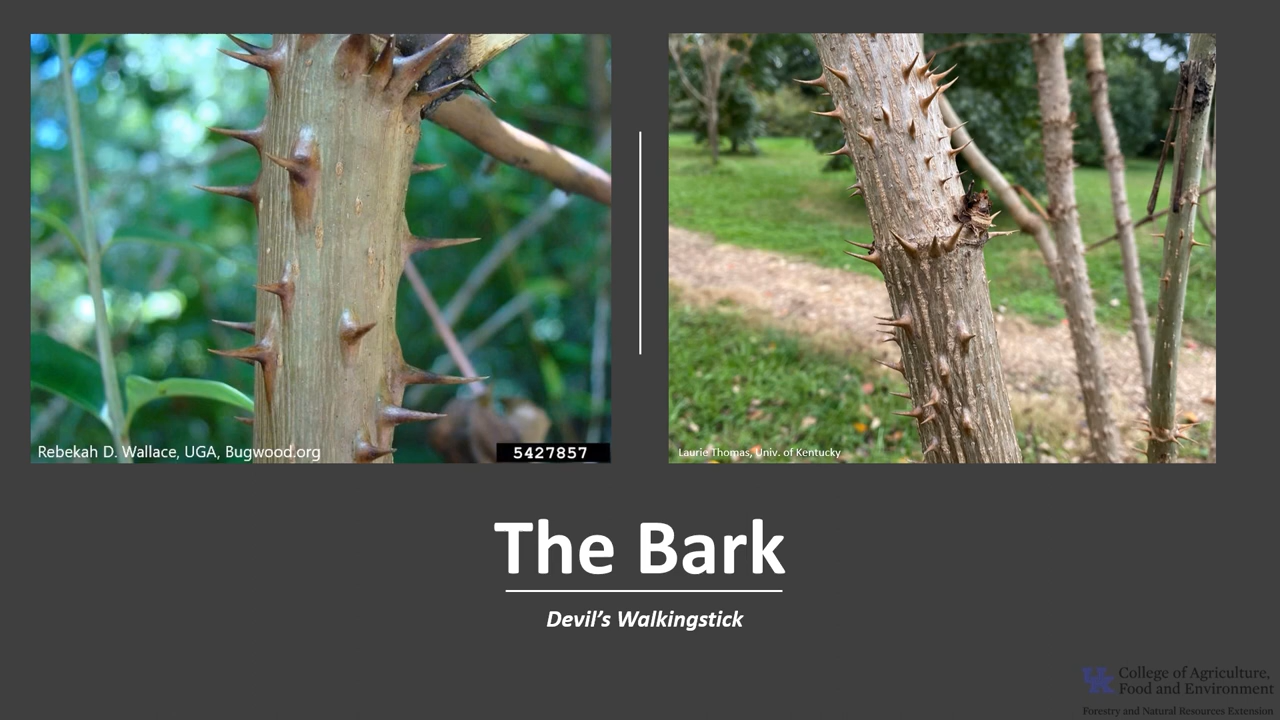 Rebekah D. Wallace, UGA, Bugwood.org
5427857
Laurie Thomas, Univ. of Kentucky
The Bark
Devil's Walkingstick
UK
College of Agriculture,
Food and Environment
Forestry and Natural Resources Extension